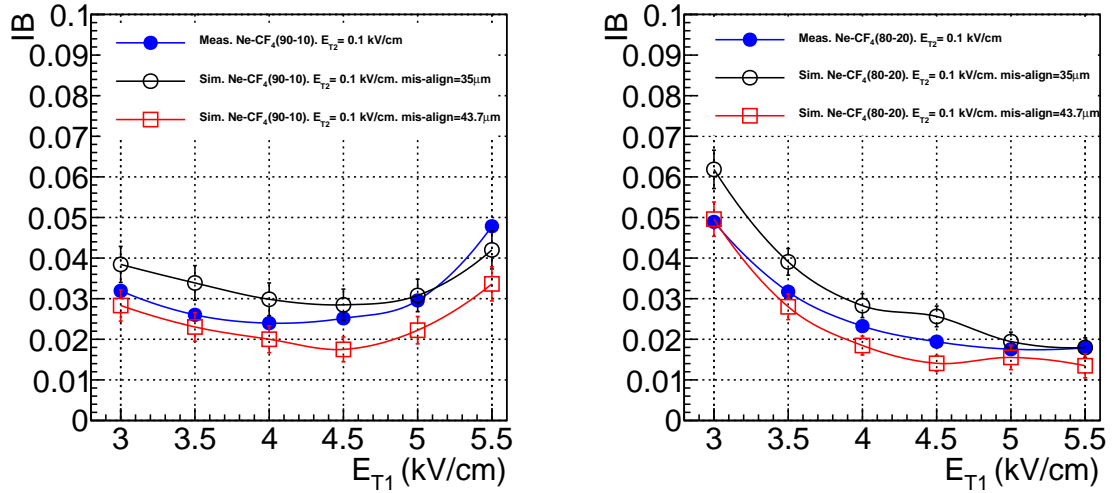 IB
0.1
0.09
0.08
0.07
0.06
0.05
0.04
0.03
0.02
0.01
0
Meas. Ne-CF4(90-10). ET2= 0.1 kV/cm
Sim. Ne-CF4(90-10). ET2= 0.1 kV/cm. mis-align=35μm
Sim. Ne-CF4(90-10). ET2= 0.1 kV/cm. mis-align=43.7μm
3 3.5 4 4.5 5 5.5
ET1 (kV/cm)
IB
0.1
0.09
0.08
0.07
0.06
0.05
0.04
0.03
0.02
0.01
0
Meas. Ne-CF4(80-20). ET2= 0.1 kV/cm
Sim. Ne-CF4(80-20). ET2= 0.1 kV/cm. mis-align=35μm
Sim. Ne-CF4(80-20). ET2= 0.1 kV/cm. mis-align=43.7μm
3 3.5 4 4.5 5 5.5
ET1 (kV/cm)